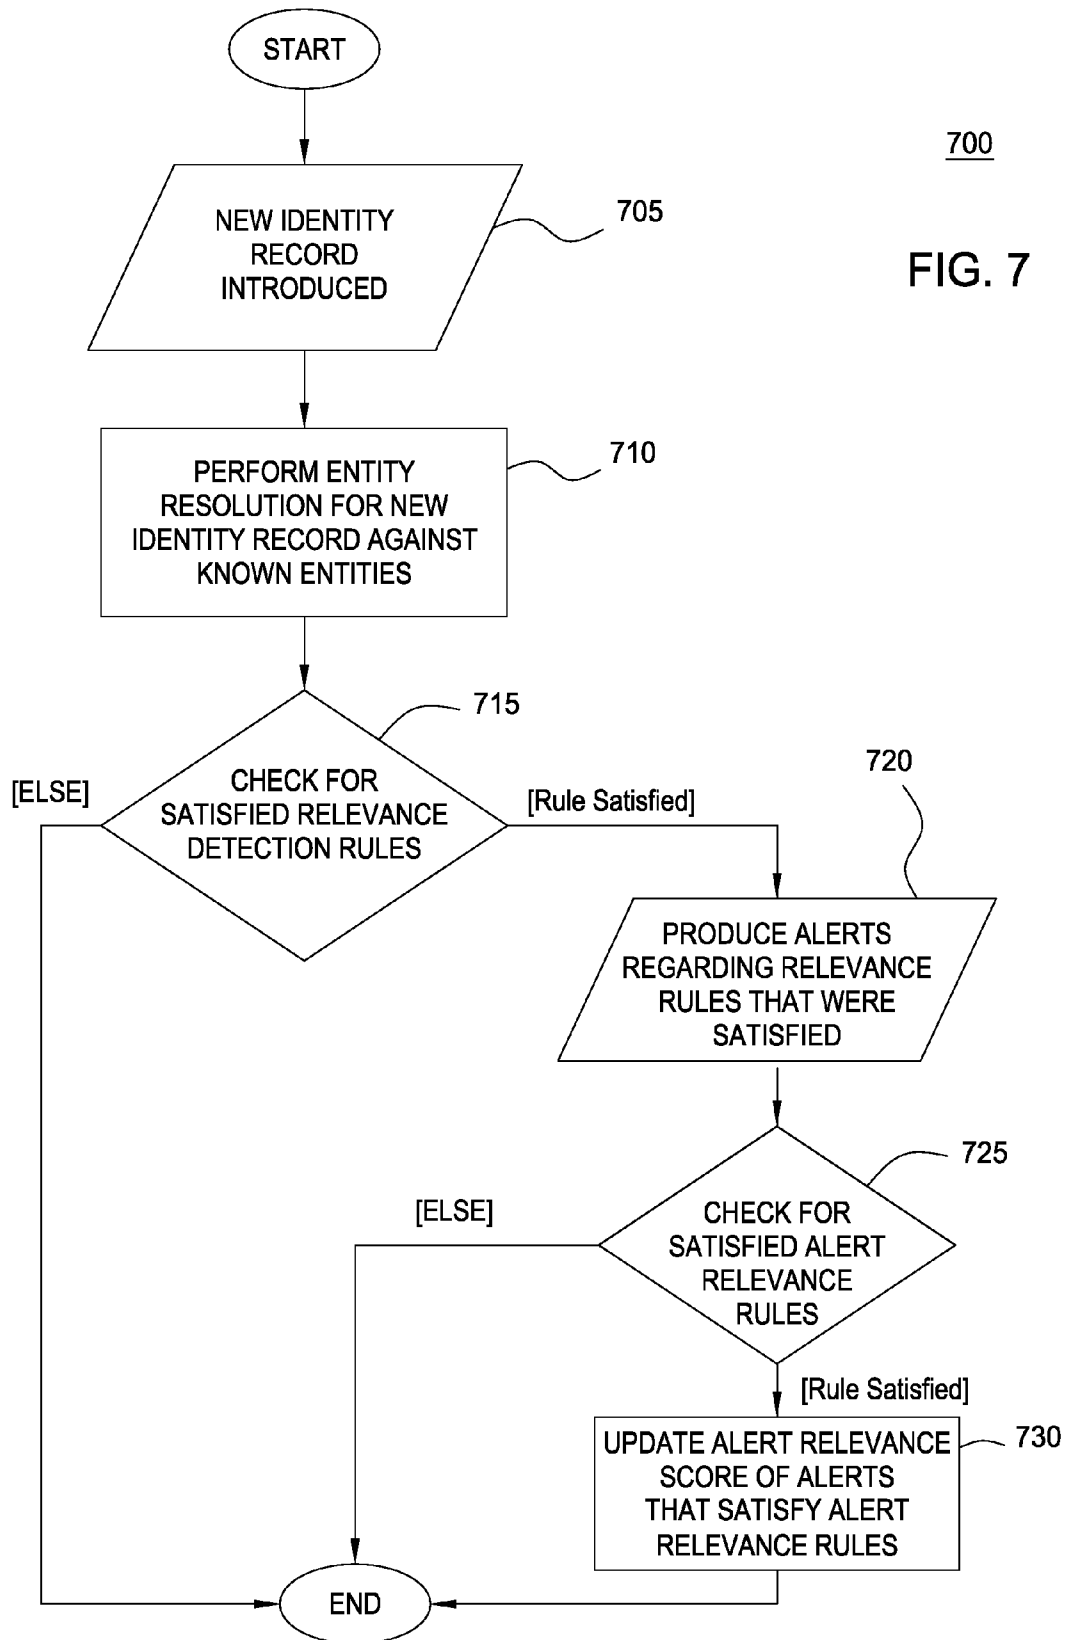 START
700
FIG. 7
NEW IDENTITY
RECORD
INTRODUCED
705
PERFORM ENTITY
RESOLUTION FOR NEW
IDENTITY RECORD AGAINST
KNOWN ENTITIES
710
CHECK FOR
SATISFIED RELEVANCE
DETECTION RULES
715
[ELSE]
[Rule Satisfied]
720
PRODUCE ALERTS
REGARDING RELEVANCE
RULES THAT WERE
SATISFIED
725
[ELSE]
CHECK FOR
SATISFIED ALERT
RELEVANCE
RULES
[Rule Satisfied]
UPDATE ALERT RELEVANCE
SCORE OF ALERTS
THAT SATISFY ALERT
RELEVANCE RULES
730
END